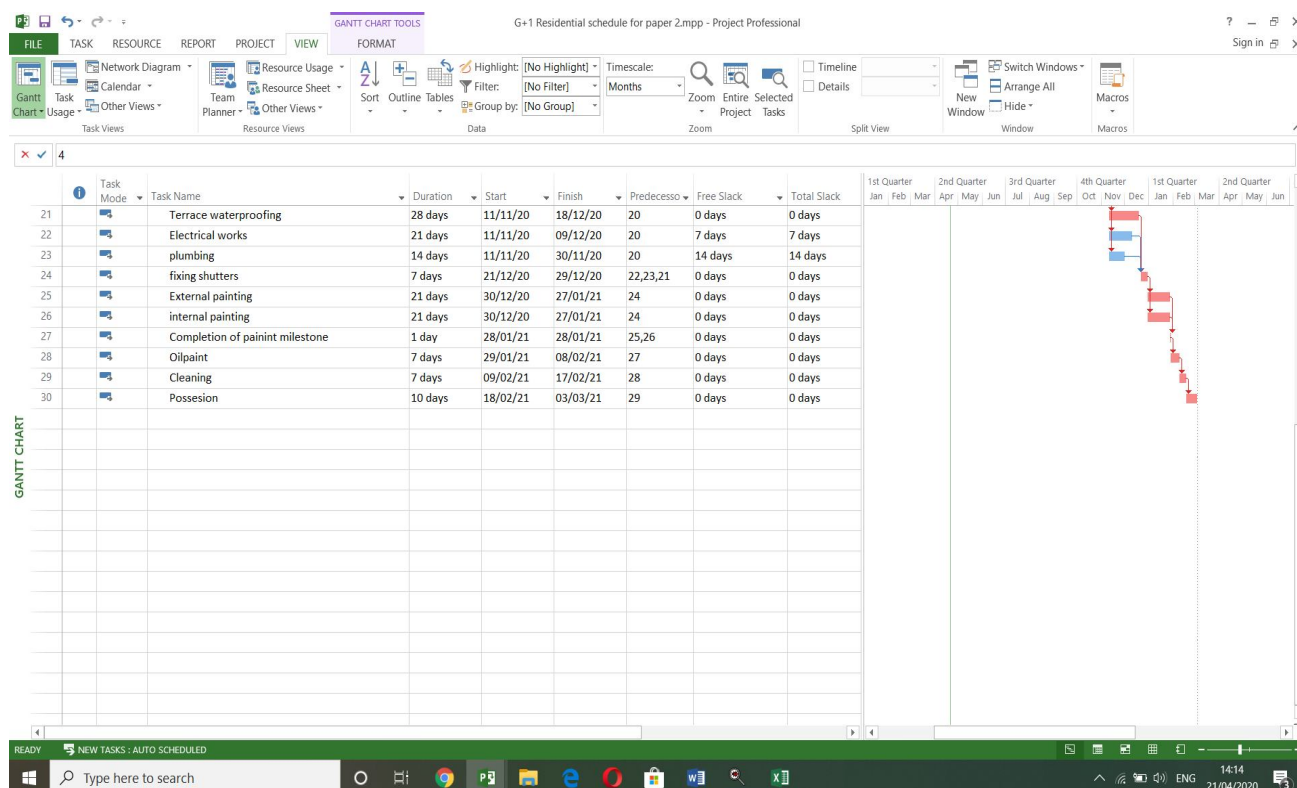 GANTT CHART TOOLS
G+1 Residential schedule for paper 2.mpp - Project Professional
?
FILE TASK RESOURCE REPORT PROJECT VIEW FORMAT Sign in
Gantt Chart
Task Usage
Network Diagram
Calendar
Other Views
Task Views
Team Planner
Resource Usage
Resource Sheet
Other Views
Resource Views
Sort Outline Tables
Highlight: [No Highlight]
Filter: [No Filter]
Group by: [No Group]
Data
Timescale:
Months
Zoom
Entire Project
Selected Tasks
Zoom
Timeline
Details
Split View
New Window
Switch Windows
Arrange All
Hide
Window
Macros
Macros
4
Task Mode Task Name Duration Start Finish Predecesso Free Slack Total Slack
1st Quarter 2nd Quarter 3rd Quarter 4th Quarter 1st Quarter 2nd Quarter
Jan Feb Mar Apr May Jun Jul Aug Sep Oct Nov Dec Jan Feb Mar Apr May Jun
21 Terrace waterproofing 28 days 11/11/20 18/12/20 20 0 days 0 days
22 Electrical works 21 days 11/11/20 09/12/20 20 7 days 7 days
23 plumbing 14 days 11/11/20 30/11/20 20 14 days 14 days
24 fixing shutters 7 days 21/12/20 29/12/20 22,23,21 0 days 0 days
25 External painting 21 days 30/12/20 27/01/21 24 0 days 0 days
26 internal painting 21 days 30/12/20 27/01/21 24 0 days 0 days
27 Completion of painint milestone 1 day 28/01/21 28/01/21 25,26 0 days 0 days
28 Oilpaint 7 days 29/01/21 08/02/21 27 0 days 0 days
29 Cleaning 7 days 09/02/21 17/02/21 28 0 days 0 days
30 Possesion 10 days 18/02/21 03/03/21 29 0 days 0 days
GANTT CHART
READY NEW TASKS : AUTO SCHEDULED
Type here to search
ENG
14:14
21/04/2020